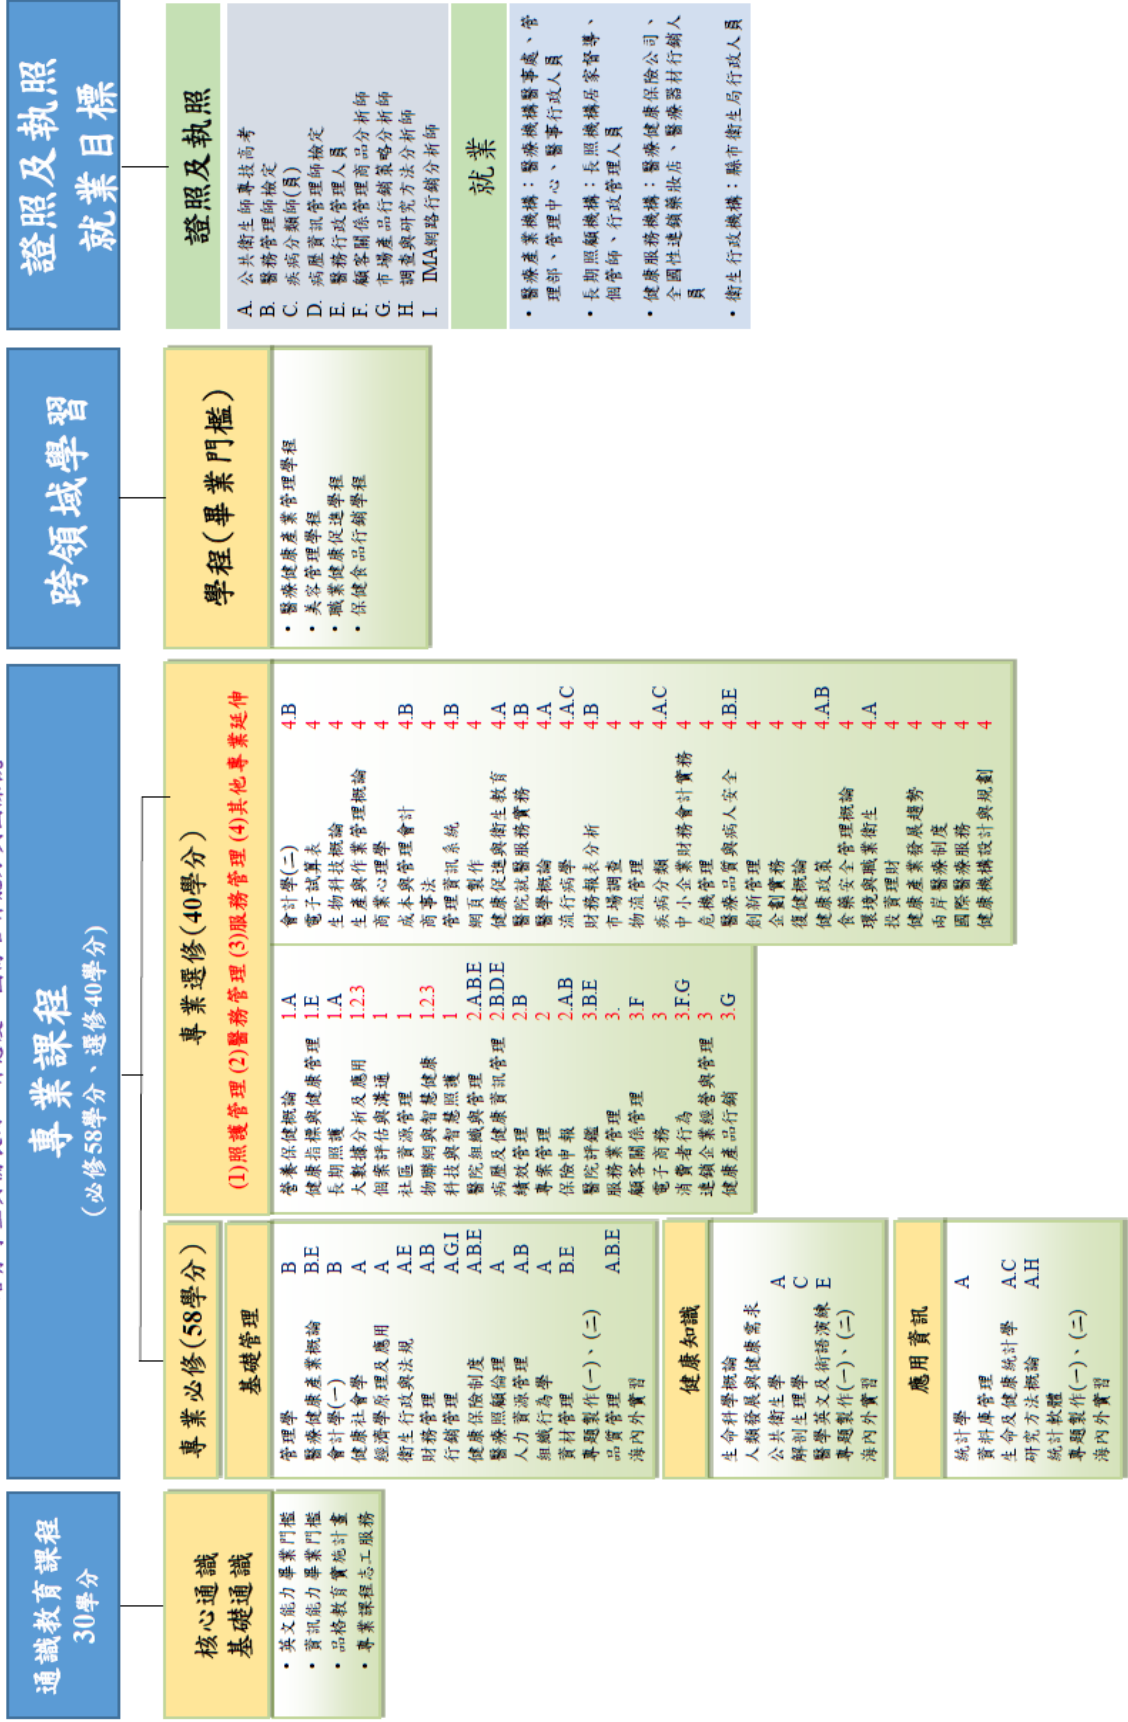 通識教育課程
30學分
核心通識
基礎通識
• 英文能力畢業門檻
• 資訊能力畢業門檻
• 品格教育實施計畫
• 專業課程志工服務
專業課程
(必修58學分、選修40學分)
專業必修(58學分)
基礎管理
管理學 B
醫療健康產業概論 B.E
會計學(一) B
健康社會學 A
經濟學原理及應用 A
衛生行政與法規 A.E
財務管理 A.B
行銷管理 A.G.I
健康保險制度 A.B.E
醫療照顧倫理 A
人力資源管理 A.B
組織行為學 A
資材管理 B.E
專題製作(一)、(二)
品質管理 A.B.E
海內外實習
健康知識
生命科學概論
人類發展與健康需求
公共衛生學 A
解剖生理學 C
醫學英文及術語演練 E
專題製作(一)、(二)
海內外實習
應用資訊
統計學 A
資料庫管理
生命及健康統計學 A.C
研究方法概論 A.H
統計軟體
專題製作(一)、(二)
海內外實習
專業選修(40學分)
(1)照護管理 (2)醫務管理 (3)服務管理 (4)其他專業延伸
營養保健概論 1.A
健康指標與健康管理 1.E
長期照護 1.A
大數據分析及應用 1.2.3
個案評估與溝通 1
社區資源管理 1
物聯網與智慧健康 1.2.3
科技與智慧照護 1
醫院組織與管理 2.A.B.E
病歷及健康資訊管理 2.B.D.E
績效管理 2.B
專案管理 2
保險申報 2.A.B
醫院評鑑 3.B.E
服務業管理 3.
顧客關係管理 3.F
電子商務 3
消費者行為 3.F.G
連鎖企業經營與管理 3
健康產品行銷 3.G
會計學(二) 4.B
電子試算表 4
生物科技概論 4
生產與作業管理概論 4
商業心理學 4
成本與管理會計 4.B
商事法 4
管理資訊系統 4.B
網頁製作 4
健康促進與衛生教育 4.A
醫院就醫服務實務 4.B
醫學概論 4.A
流行病學 4.A.C
財務報表分析 4.B
市場調查 4
物流管理 4
疾病分類 4.A.C
中小企業財務會計實務 4
危機管理 4
醫療品質與病人安全 4.B.E
創新管理 4
企劃實務 4
復健概論 4
健康政策 4.A.B
食藥安全管理概論 4
環境與職業衛生 4.A
投資理財 4
健康產業發展趨勢 4
兩岸醫療制度 4
國際醫療服務 4
健康機構設計與規劃 4
跨領域學習
學程(畢業門檻)
• 醫療健康產業管理學程
• 美容管理學程
• 職業健康促進學程
• 保健食品行銷學程
證照及執照
就業目標
證照及執照
A. 公共衛生師專技高考
B. 醫務管理師檢定
C. 疾病分類師(員)
D. 病歷資訊管理師檢定
E. 醫務行政管理人員
F. 顧客關係管理商品分析師
G. 市場產品行銷策略分析師
H. 調查與研究方法分析師
I. IMA網路行銷分析師
就業
• 醫療產業機構：醫療機構醫事處、管
理部、管理中心、醫事行政人員
• 長期照顧機構：長照機構居家督導、
個管師、行政管理人員
• 健康服務機構：醫療健康保險公司、
全國性連鎖藥妝店、醫療器材行銷人
員
• 衛生行政機構：縣市衛生局行政人員